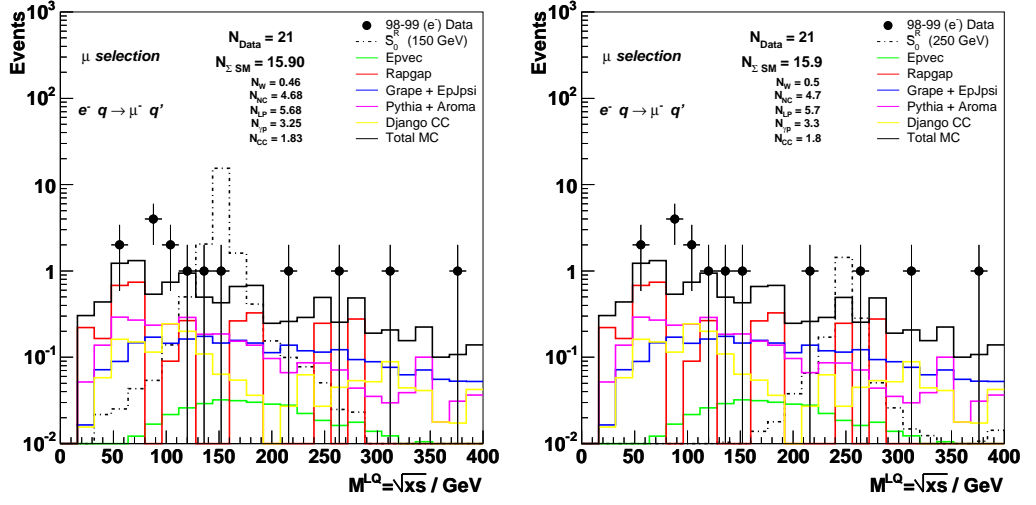 Events
10³
10²
10
1
10⁻¹
10⁻²
μ selection
e⁻ q → μ⁻ q'
N_Data = 21
N_Σ SM = 15.90
N_W = 0.46
N_NC = 4.68
N_LP = 5.68
N_γp = 3.25
N_CC = 1.83
98-99 (e⁻) Data
S₀ᴿ (150 GeV)
Epvec
Rapgap
Grape + EpJpsi
Pythia + Aroma
Django CC
Total MC
0 50 100 150 200 250 300 350 400
M^LQ=√xs / GeV
Events
10³
10²
10
1
10⁻¹
10⁻²
μ selection
e⁻ q → μ⁻ q'
N_Data = 21
N_Σ SM = 15.9
N_W = 0.5
N_NC = 4.7
N_LP = 5.7
N_γp = 3.3
N_CC = 1.8
98-99 (e⁻) Data
S₀ᴿ (250 GeV)
Epvec
Rapgap
Grape + EpJpsi
Pythia + Aroma
Django CC
Total MC
0 50 100 150 200 250 300 350 400
M^LQ=√xs / GeV